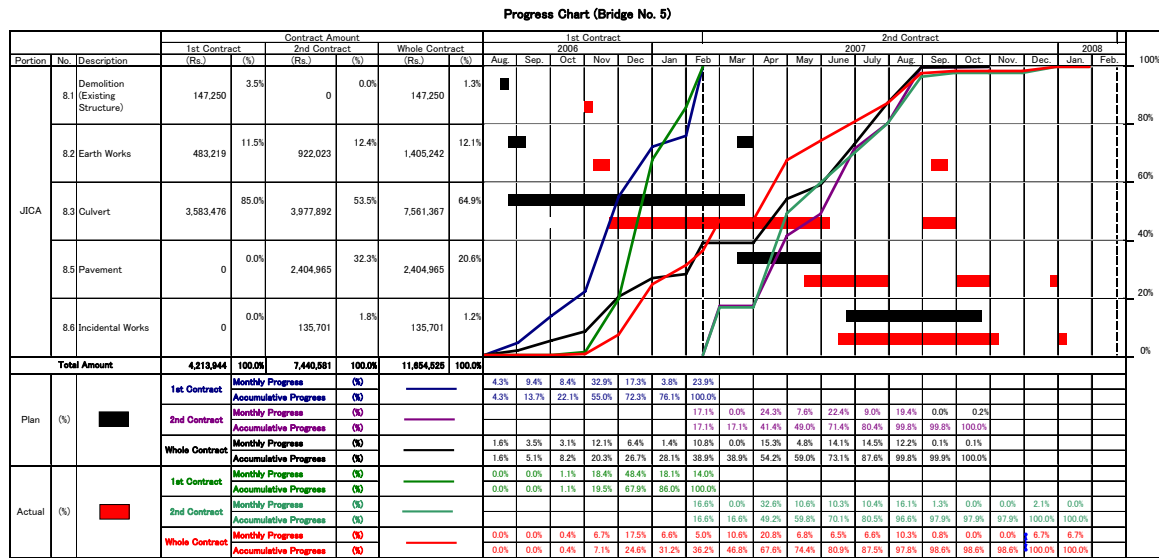 Progress Chart (Bridge No. 5)
Contract Amount 1st Contract 2nd Contract
1st Contract 2nd Contract Whole Contract 2006 2007 2008
Portion No. Description (Rs.) (%) (Rs.) (%) (Rs.) (%) Aug. Sep. Oct Nov Dec Jan Feb Mar Apr May June July Aug. Sep. Oct. Nov. Dec. Jan. Feb.
100%
8.1 Demolition (Existing Structure) 147,250 3.5% 0 0.0% 147,250 1.3%
80%
8.2 Earth Works 483,219 11.5% 922,023 12.4% 1,405,242 12.1%
60%
JICA 8.3 Culvert 3,583,476 85.0% 3,977,892 53.5% 7,561,367 64.9%
40%
8.5 Pavement 0 0.0% 2,404,965 32.3% 2,404,965 20.6%
20%
8.6 Incidental Works 0 0.0% 135,701 1.8% 135,701 1.2%
0%
Total Amount 4,213,944 100.0% 7,440,581 100.0% 11,654,525 100.0%
Plan (%)
1st Contract Monthly Progress (%) 4.3% 9.4% 8.4% 32.9% 17.3% 3.8% 23.9%
Accumulative Progress (%) 4.3% 13.7% 22.1% 55.0% 72.3% 76.1% 100.0%
2nd Contract Monthly Progress (%) 17.1% 0.0% 24.3% 7.6% 22.4% 9.0% 19.4% 0.0% 0.2%
Accumulative Progress (%) 17.1% 17.1% 41.4% 49.0% 71.4% 80.4% 99.8% 99.8% 100.0%
Whole Contract Monthly Progress (%) 1.6% 3.5% 3.1% 12.1% 6.4% 1.4% 10.8% 0.0% 15.3% 4.8% 14.1% 14.5% 12.2% 0.1% 0.1%
Accumulative Progress (%) 1.6% 5.1% 8.2% 20.3% 26.7% 28.1% 38.9% 38.9% 54.2% 59.0% 73.1% 87.6% 99.8% 99.9% 100.0%
Actual (%)
1st Contract Monthly Progress (%) 0.0% 0.0% 1.1% 18.4% 48.4% 18.1% 14.0%
Accumulative Progress (%) 0.0% 0.0% 1.1% 19.5% 67.9% 86.0% 100.0%
2nd Contract Monthly Progress (%) 16.6% 0.0% 32.6% 10.6% 10.3% 10.4% 16.1% 1.3% 0.0% 0.0% 2.1% 0.0%
Accumulative Progress (%) 16.6% 16.6% 49.2% 59.8% 70.1% 80.5% 96.6% 97.9% 97.9% 97.9% 100.0% 100.0%
Whole Contract Monthly Progress (%) 0.0% 0.0% 0.4% 6.7% 17.5% 6.6% 5.0% 10.6% 20.8% 6.8% 6.5% 6.6% 10.3% 0.8% 0.0% 0.0% 6.7% 6.7%
Accumulative Progress (%) 0.0% 0.0% 0.4% 7.1% 24.6% 31.2% 36.2% 46.8% 67.6% 74.4% 80.9% 87.5% 97.8% 98.6% 98.6% 98.6% 100.0% 100.0%